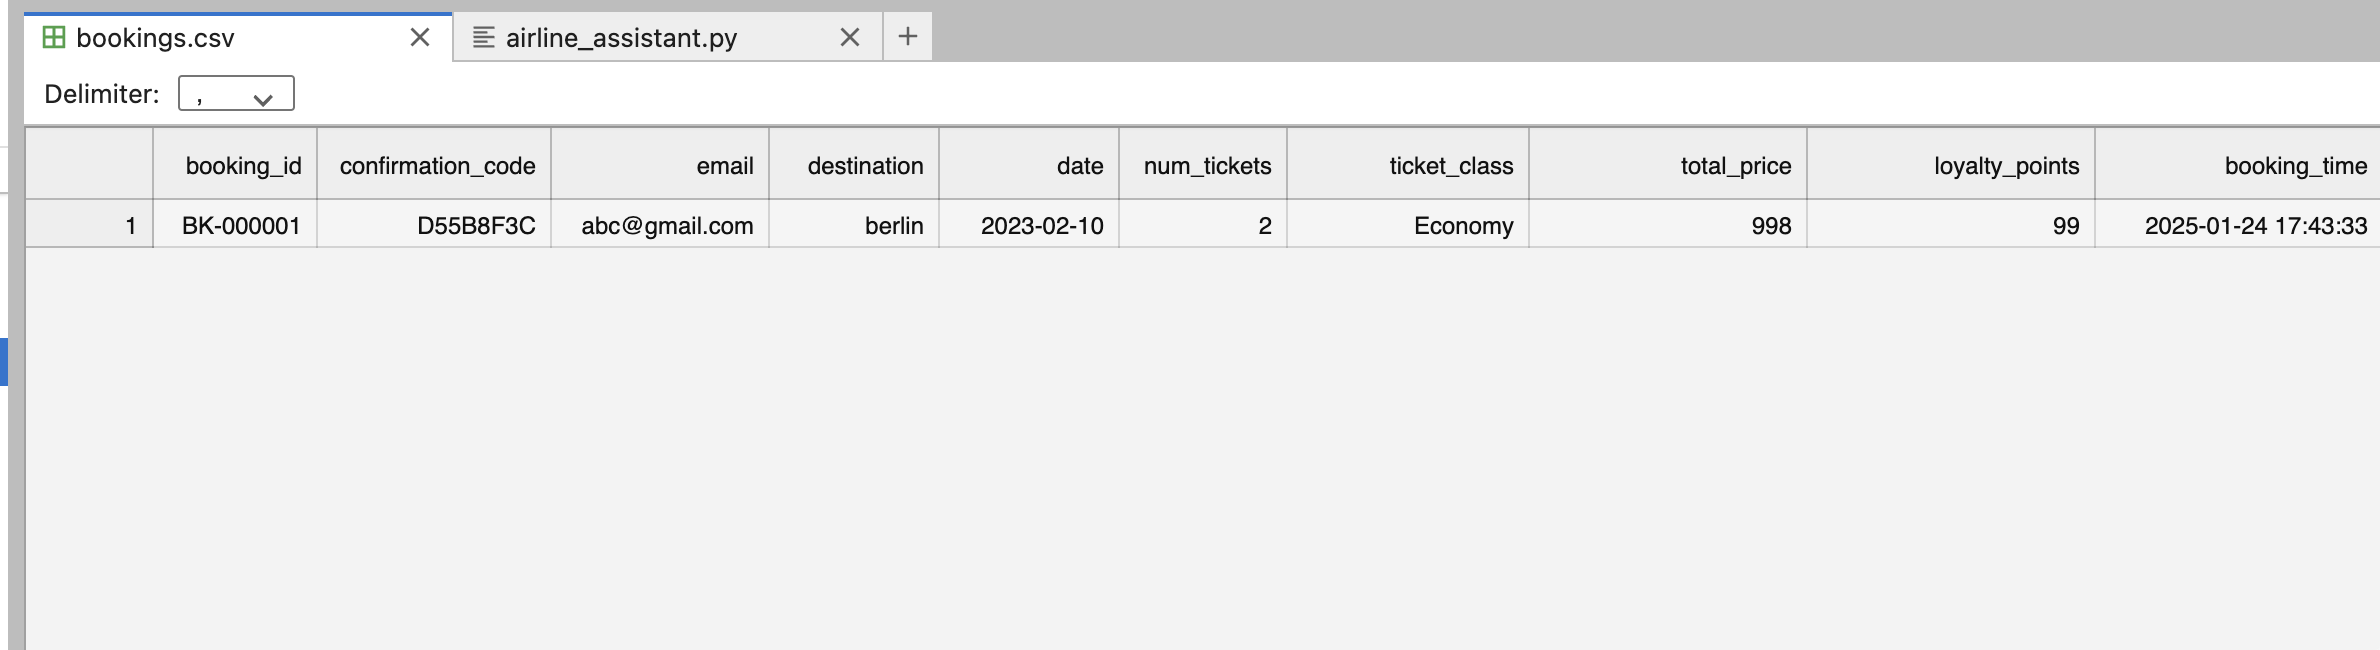 bookings.csv airline_assistant.py
Delimiter: ,
booking_id confirmation_code email destination date num_tickets ticket_class total_price loyalty_points booking_time
1 BK-000001 D55B8F3C abc@gmail.com berlin 2023-02-10 2 Economy 998 99 2025-01-24 17:43:33